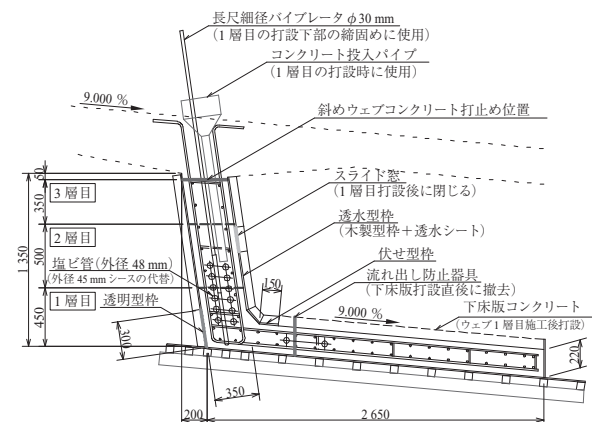 長尺細径バイブレータ φ30 mm
(1 層目の打設下部の締固めに使用)
コンクリート投入パイプ
(1 層目の打設時に使用)
9.000 %
斜めウェブコンクリート打止め位置
スライド窓
(1 層目打設後に閉じる)
透水型枠
(木製型枠＋透水シート)
伏せ型枠
流れ出し防止器具
(下床版打設直後に撤去)
9.000 %
下床版コンクリート
(ウェブ 1 層目施工後打設)
50
350
3 層目
1 350
500
2 層目
塩ビ管(外径 48 mm)
(外径 45 mm シースの代替)
150
450
1 層目
透明型枠
300
350
220
200
2 650